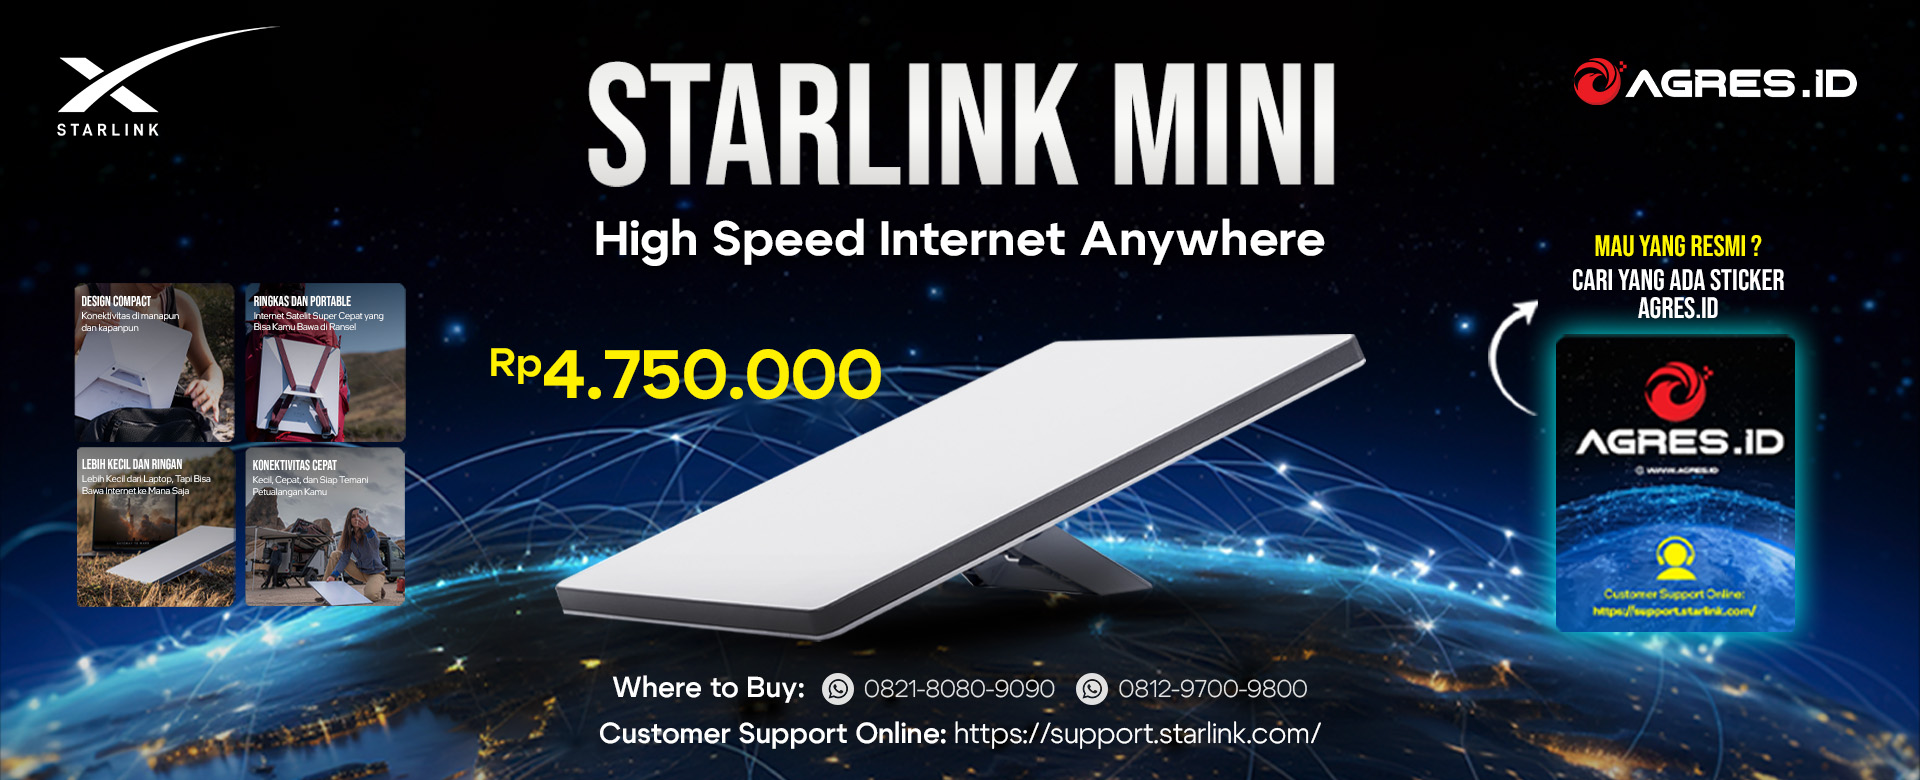 STARLINK
STARLINK MINI
High Speed Internet Anywhere
AGRES.ID
DESIGN COMPACT
Konektivitas di manapun
dan kapanpun
RINGKAS DAN PORTABLE
Internet Satelit Super Cepat yang
Bisa Kamu Bawa di Ransel
LEBIH KECIL DAN RINGAN
Lebih Kecil dari Laptop, Tapi Bisa
Bawa Internet ke Mana Saja
KONEKTIVITAS CEPAT
Kecil, Cepat, dan Siap Temani
Petualangan Kamu
Rp4.750.000
MAU YANG RESMI ?
CARI YANG ADA STICKER
AGRES.ID
AGRES.ID
WWW.AGRES.ID
Customer Support Online:
https://support.starlink.com/
Where to Buy: 0821-8080-9090 0812-9700-9800
Customer Support Online: https://support.starlink.com/